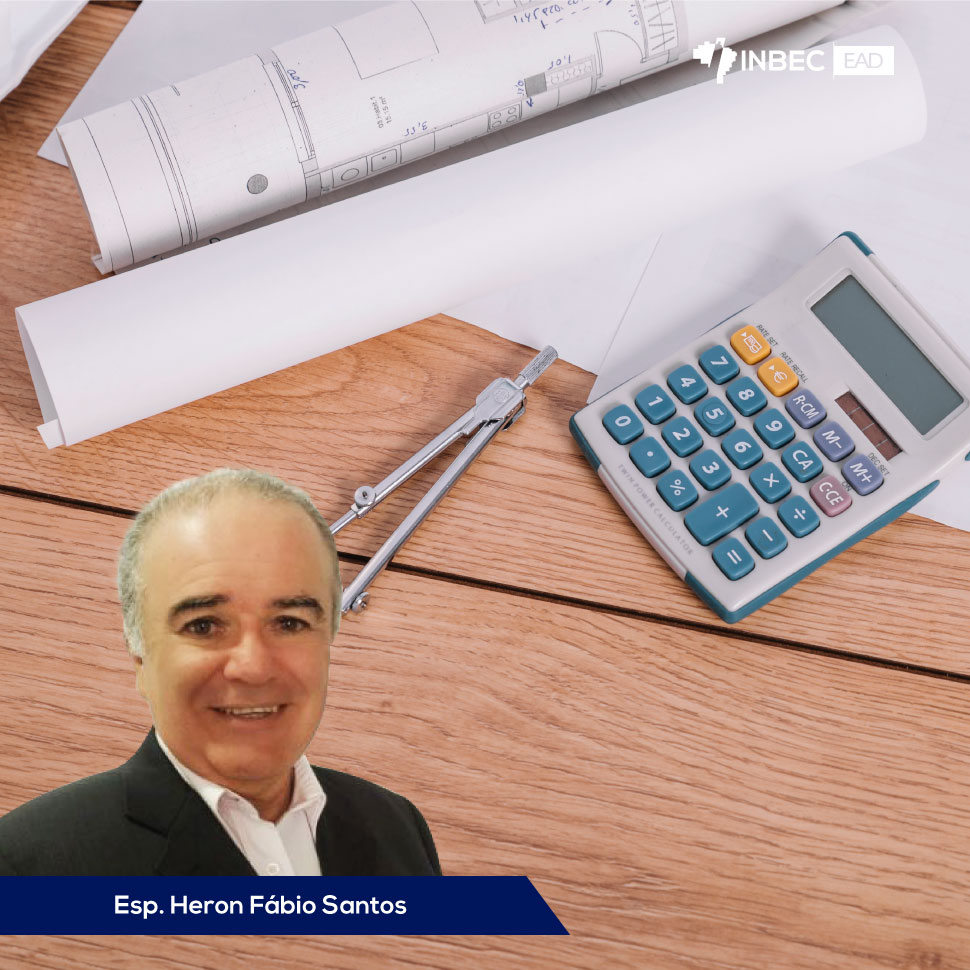 INBEC EAD
RATE SET
RATE RECALL
7
4
8
R·CM
1
5
9
M−
0
2
6
CA
M+
DEC SET
·
3
×
C·CE
ON
%
+
÷
−
=
TWIN POWER CALCULATOR
Esp. Heron Fábio Santos